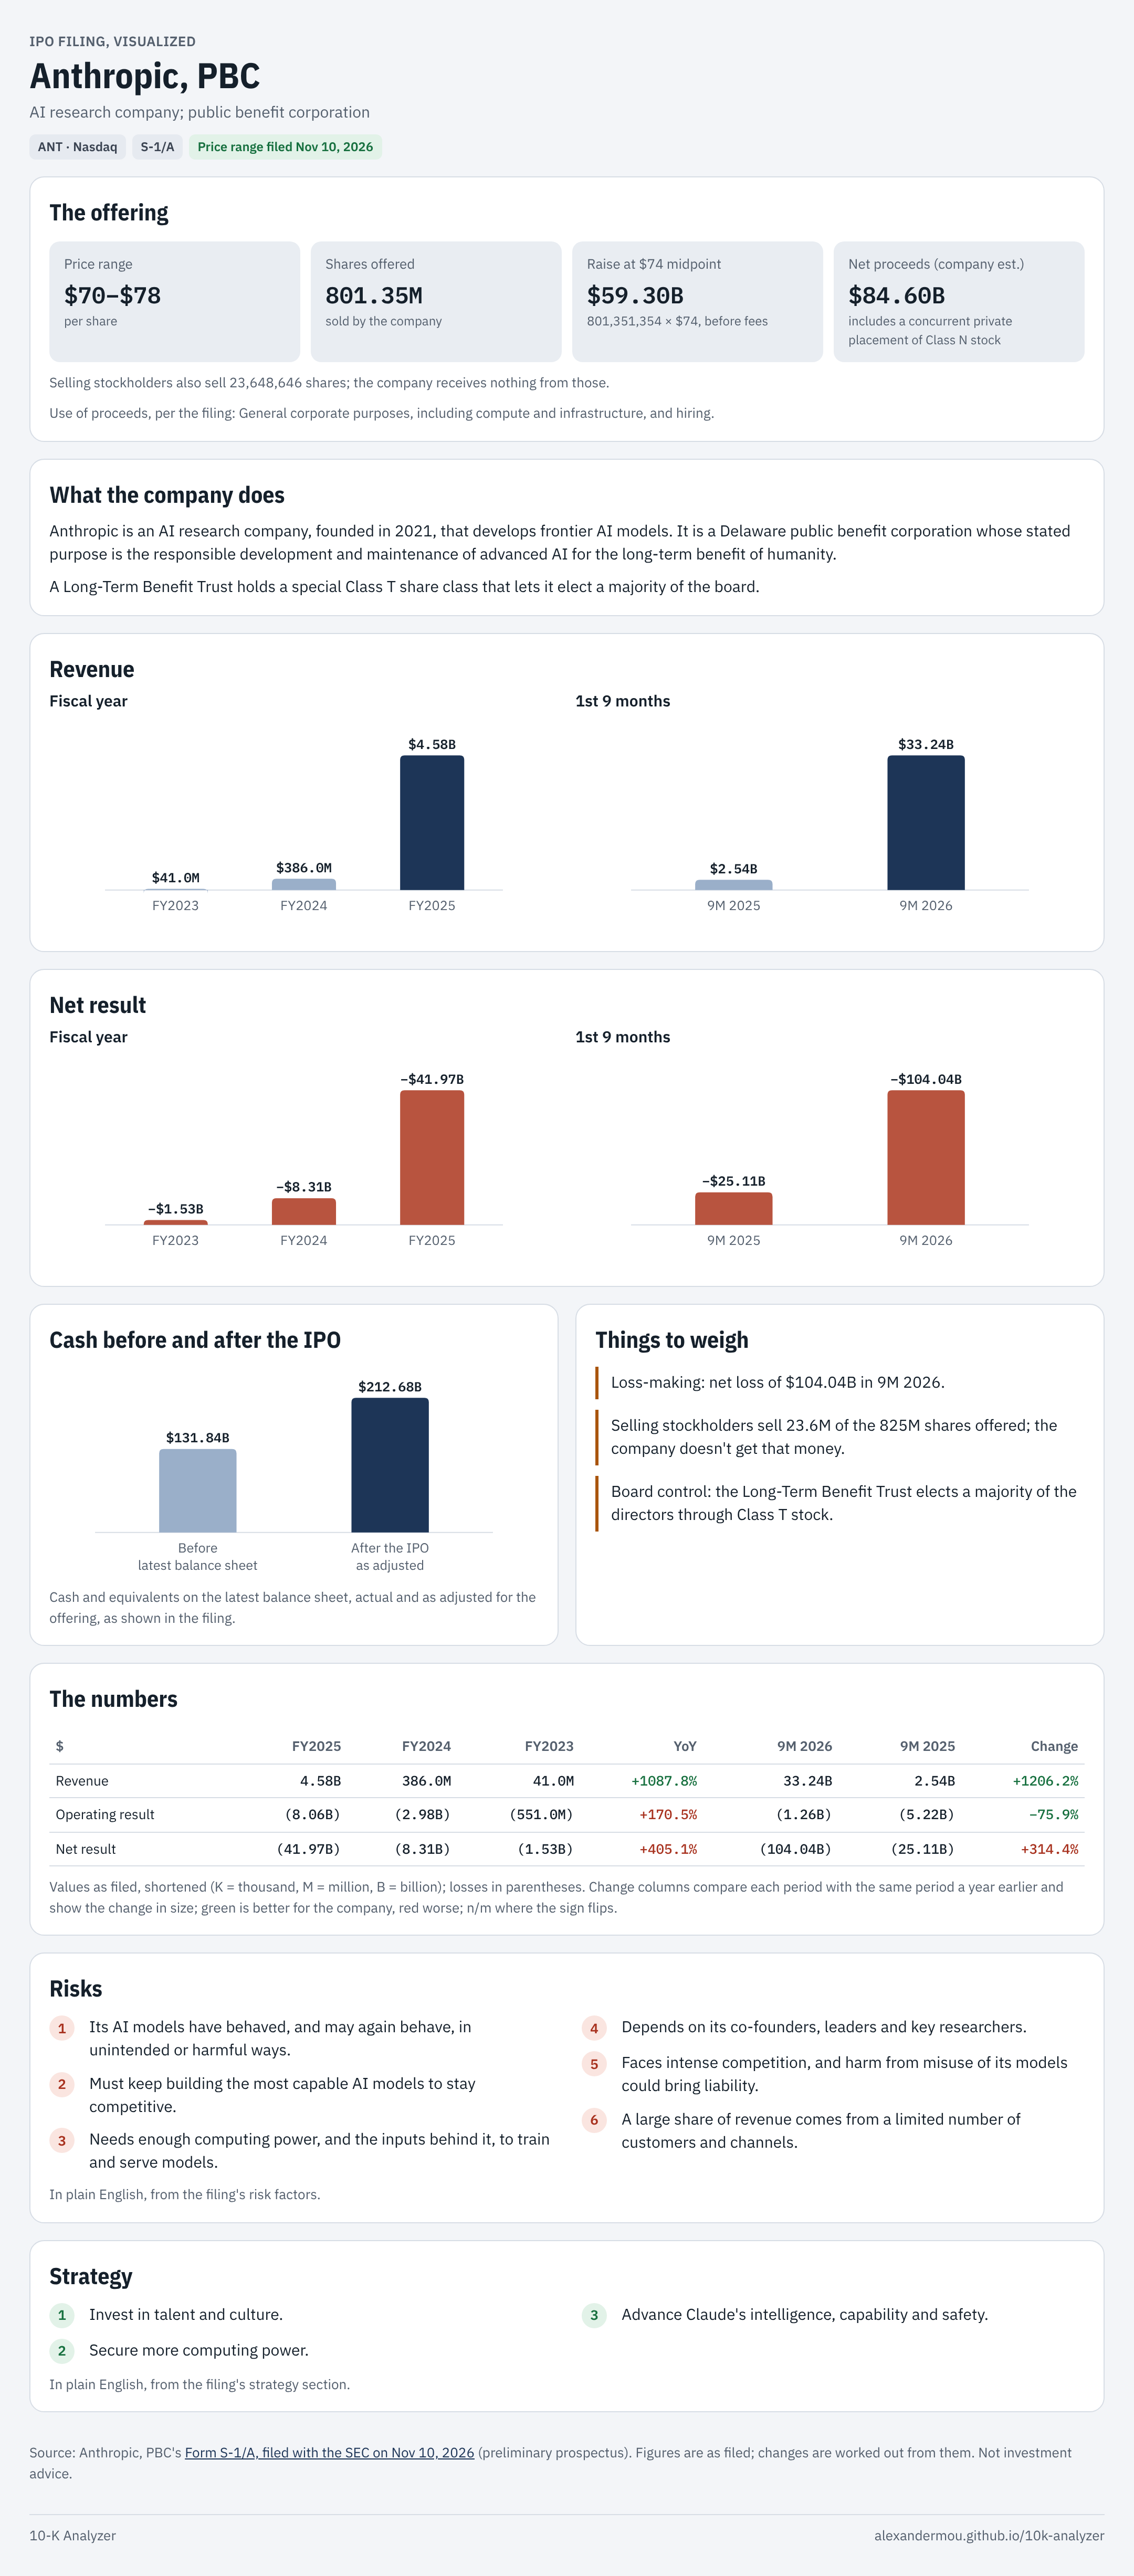 IPO FILING, VISUALIZED
Anthropic, PBC
AI research company; public benefit corporation
ANT · Nasdaq
S-1/A
Price range filed Nov 10, 2026
The offering
Price range
$70–$78
per share
Shares offered
801.35M
sold by the company
Raise at $74 midpoint
$59.30B
801,351,354 × $74, before fees
Net proceeds (company est.)
$84.60B
includes a concurrent private
placement of Class N stock
Selling stockholders also sell 23,648,646 shares; the company receives nothing from those.
Use of proceeds, per the filing: General corporate purposes, including compute and infrastructure, and hiring.
What the company does
Anthropic is an AI research company, founded in 2021, that develops frontier AI models. It is a Delaware public benefit corporation whose stated
purpose is the responsible development and maintenance of advanced AI for the long-term benefit of humanity.
A Long-Term Benefit Trust holds a special Class T share class that lets it elect a majority of the board.
Revenue
Fiscal year
$41.0M
$386.0M
$4.58B
FY2023
FY2024
FY2025
1st 9 months
$2.54B
$33.24B
9M 2025
9M 2026
Net result
Fiscal year
−$1.53B
−$8.31B
−$41.97B
FY2023
FY2024
FY2025
1st 9 months
−$25.11B
−$104.04B
9M 2025
9M 2026
Cash before and after the IPO
$131.84B
$212.68B
Before
latest balance sheet
After the IPO
as adjusted
Cash and equivalents on the latest balance sheet, actual and as adjusted for the
offering, as shown in the filing.
Things to weigh
Loss-making: net loss of $104.04B in 9M 2026.
Selling stockholders sell 23.6M of the 825M shares offered; the
company doesn't get that money.
Board control: the Long-Term Benefit Trust elects a majority of the
directors through Class T stock.
The numbers
$ FY2025 FY2024 FY2023 YoY 9M 2026 9M 2025 Change
Revenue 4.58B 386.0M 41.0M +1087.8% 33.24B 2.54B +1206.2%
Operating result (8.06B) (2.98B) (551.0M) +170.5% (1.26B) (5.22B) −75.9%
Net result (41.97B) (8.31B) (1.53B) +405.1% (104.04B) (25.11B) +314.4%
Values as filed, shortened (K = thousand, M = million, B = billion); losses in parentheses. Change columns compare each period with the same period a year earlier and
show the change in size; green is better for the company, red worse; n/m where the sign flips.
Risks
1 Its AI models have behaved, and may again behave, in
unintended or harmful ways.
2 Must keep building the most capable AI models to stay
competitive.
3 Needs enough computing power, and the inputs behind it, to train
and serve models.
4 Depends on its co-founders, leaders and key researchers.
5 Faces intense competition, and harm from misuse of its models
could bring liability.
6 A large share of revenue comes from a limited number of
customers and channels.
In plain English, from the filing's risk factors.
Strategy
1 Invest in talent and culture.
2 Secure more computing power.
3 Advance Claude's intelligence, capability and safety.
In plain English, from the filing's strategy section.
Source: Anthropic, PBC's Form S-1/A, filed with the SEC on Nov 10, 2026 (preliminary prospectus). Figures are as filed; changes are worked out from them. Not investment
advice.
10-K Analyzer
alexandermou.github.io/10k-analyzer